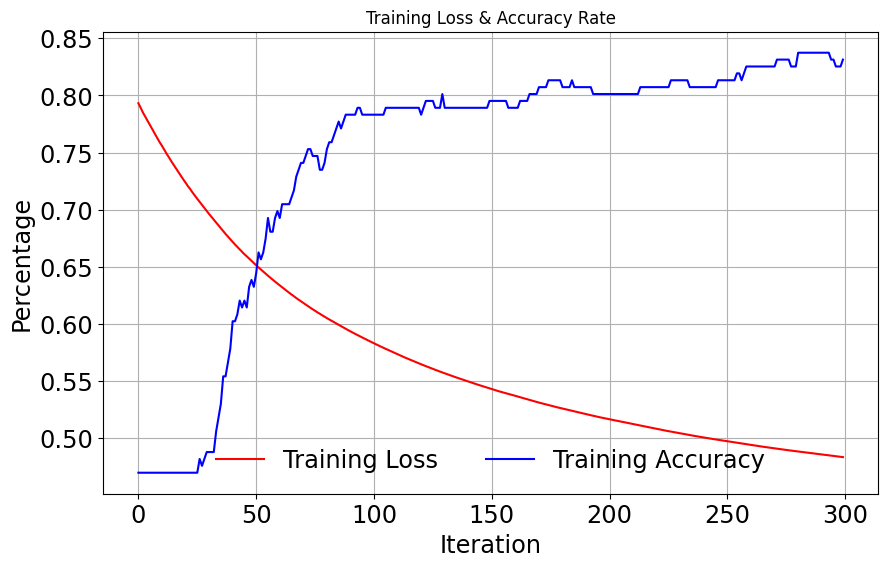 Training Loss & Accuracy Rate
0.85
0.80
0.75
0.70
0.65
0.60
0.55
0.50
Percentage
Training Loss
Training Accuracy
0 50 100 150 200 250 300
Iteration